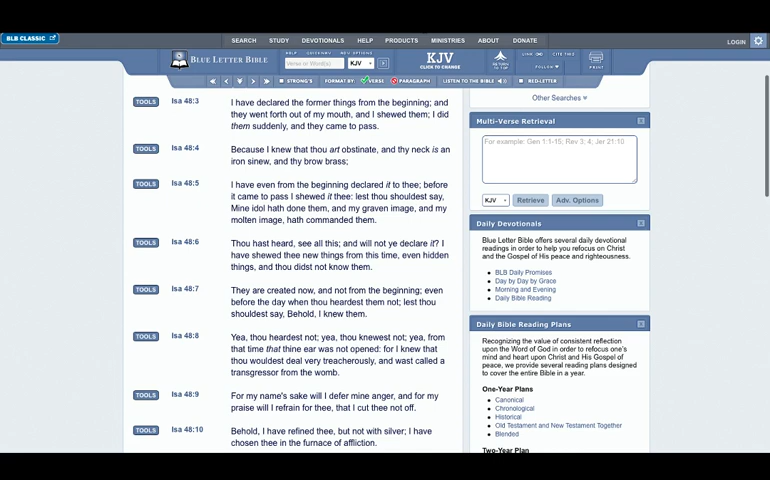 BLB CLASSIC
SEARCH STUDY DEVOTIONALS HELP PRODUCTS MINISTRIES ABOUT DONATE
LOGIN
BLUE LETTER BIBLE
HELP QUICKNAV ADV. OPTIONS
Verse or Word(s) KJV
KJV
CLICK TO CHANGE
RETURN TO TOP
LINK CITE THIS
FOLLOW
PRINT
STRONG'S FORMAT BY: VERSE PARAGRAPH LISTEN TO THE BIBLE RED-LETTER
TOOLS Isa 48:3 I have declared the former things from the beginning; and
they went forth out of my mouth, and I shewed them; I did
them suddenly, and they came to pass.
TOOLS Isa 48:4 Because I knew that thou art obstinate, and thy neck is an
iron sinew, and thy brow brass;
TOOLS Isa 48:5 I have even from the beginning declared it to thee; before
it came to pass I shewed it thee: lest thou shouldest say,
Mine idol hath done them, and my graven image, and my
molten image, hath commanded them.
TOOLS Isa 48:6 Thou hast heard, see all this; and will not ye declare it? I
have shewed thee new things from this time, even hidden
things, and thou didst not know them.
TOOLS Isa 48:7 They are created now, and not from the beginning; even
before the day when thou heardest them not; lest thou
shouldest say, Behold, I knew them.
TOOLS Isa 48:8 Yea, thou heardest not; yea, thou knewest not; yea, from
that time that thine ear was not opened: for I knew that
thou wouldest deal very treacherously, and wast called a
transgressor from the womb.
TOOLS Isa 48:9 For my name's sake will I defer mine anger, and for my
praise will I refrain for thee, that I cut thee not off.
TOOLS Isa 48:10 Behold, I have refined thee, but not with silver; I have
chosen thee in the furnace of affliction.
Other Searches
Multi-Verse Retrieval
For example: Gen 1:1-15; Rev 3; 4; Jer 21:10
KJV Retrieve Adv. Options
Daily Devotionals
Blue Letter Bible offers several daily devotional
readings in order to help you refocus on Christ
and the Gospel of His peace and righteousness.
BLB Daily Promises
Day by Day by Grace
Morning and Evening
Daily Bible Reading
Daily Bible Reading Plans
Recognizing the value of consistent reflection
upon the Word of God in order to refocus one's
mind and heart upon Christ and His Gospel of
peace, we provide several reading plans designed
to cover the entire Bible in a year.
One-Year Plans
Canonical
Chronological
Historical
Old Testament and New Testament Together
Blended
Two-Year Plan